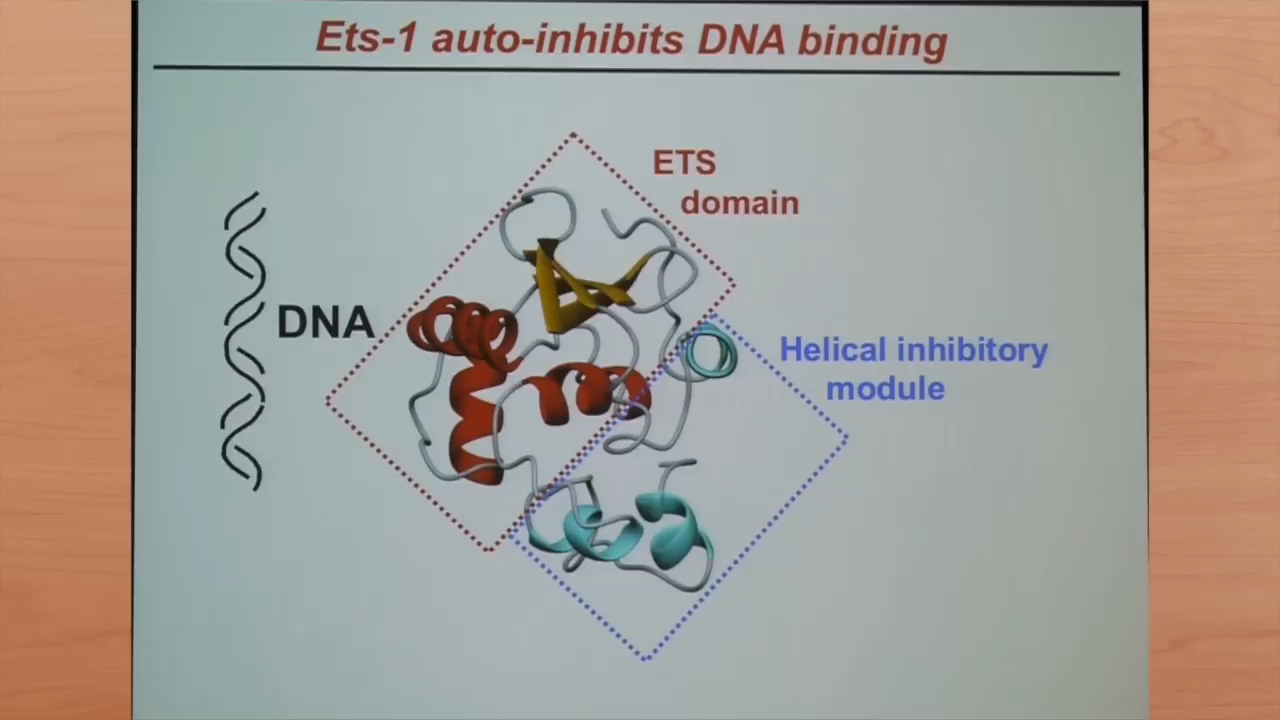 Ets-1 auto-inhibits DNA binding
ETS
domain
DNA
Helical inhibitory
module